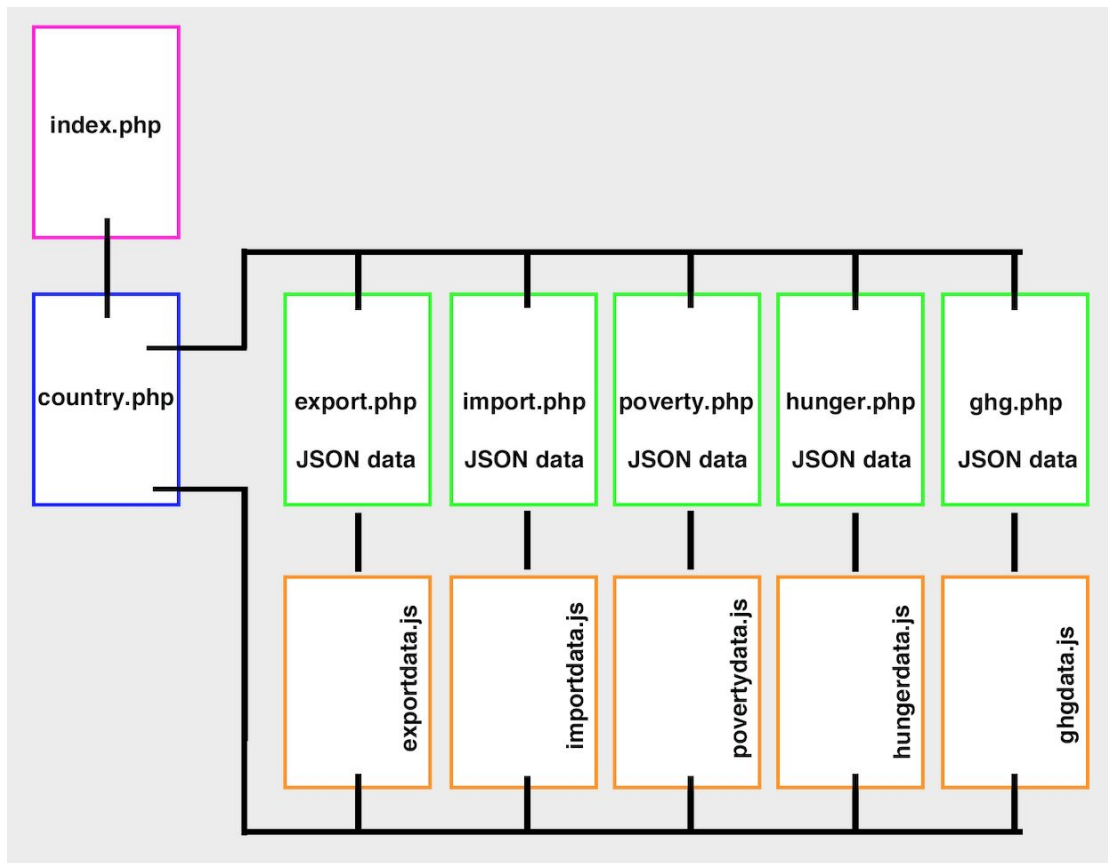 index.php
country.php
export.php
JSON data
import.php
JSON data
poverty.php
JSON data
hunger.php
JSON data
ghg.php
JSON data
exportdata.js
importdata.js
povertydata.js
hungerdata.js
ghgdata.js